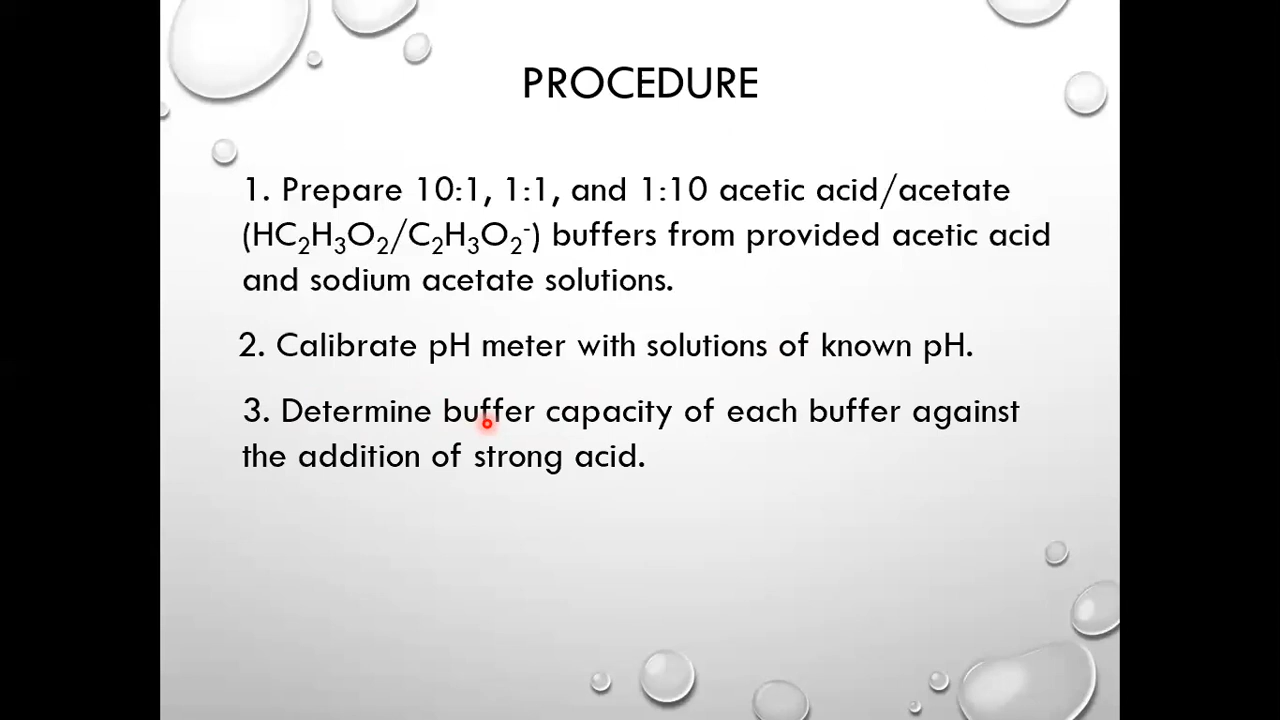 PROCEDURE
1. Prepare 10:1, 1:1, and 1:10 acetic acid/acetate
(HC₂H₃O₂/C₂H₃O₂⁻) buffers from provided acetic acid
and sodium acetate solutions.
2. Calibrate pH meter with solutions of known pH.
3. Determine buffer capacity of each buffer against
the addition of strong acid.